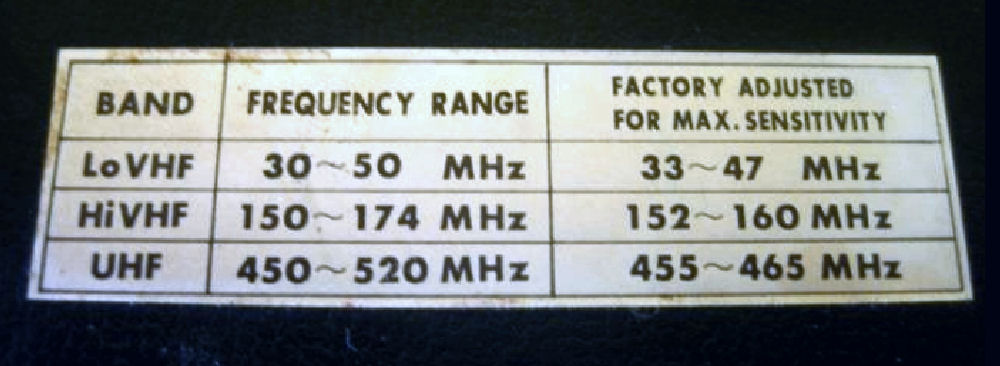 BAND FREQUENCY RANGE FACTORY ADJUSTED
FOR MAX. SENSITIVITY
LoVHF 30~50 MHz 33~47 MHz
HiVHF 150~174 MHz 152~160 MHz
UHF 450~520 MHz 455~465 MHz